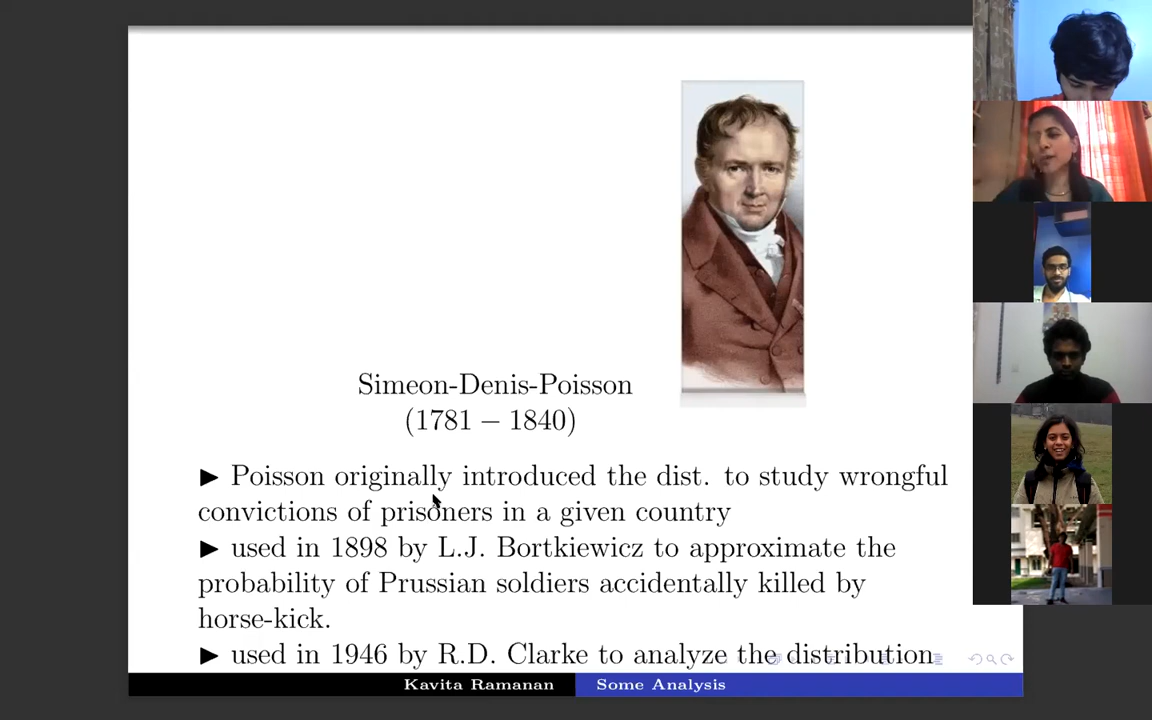 Simeon-Denis-Poisson
(1781 − 1840)
▶ Poisson originally introduced the dist. to study wrongful
convictions of prisoners in a given country
▶ used in 1898 by L.J. Bortkiewicz to approximate the
probability of Prussian soldiers accidentally killed by
horse-kick.
▶ used in 1946 by R.D. Clarke to analyze the distribution
Kavita Ramanan Some Analysis